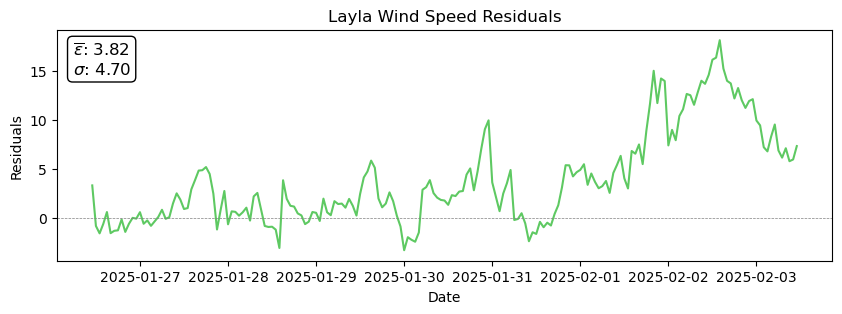 Layla Wind Speed Residuals
ε̅: 3.82
σ: 4.70
Residuals
15
10
5
0
2025-01-27 2025-01-28 2025-01-29 2025-01-30 2025-01-31 2025-02-01 2025-02-02 2025-02-03
Date